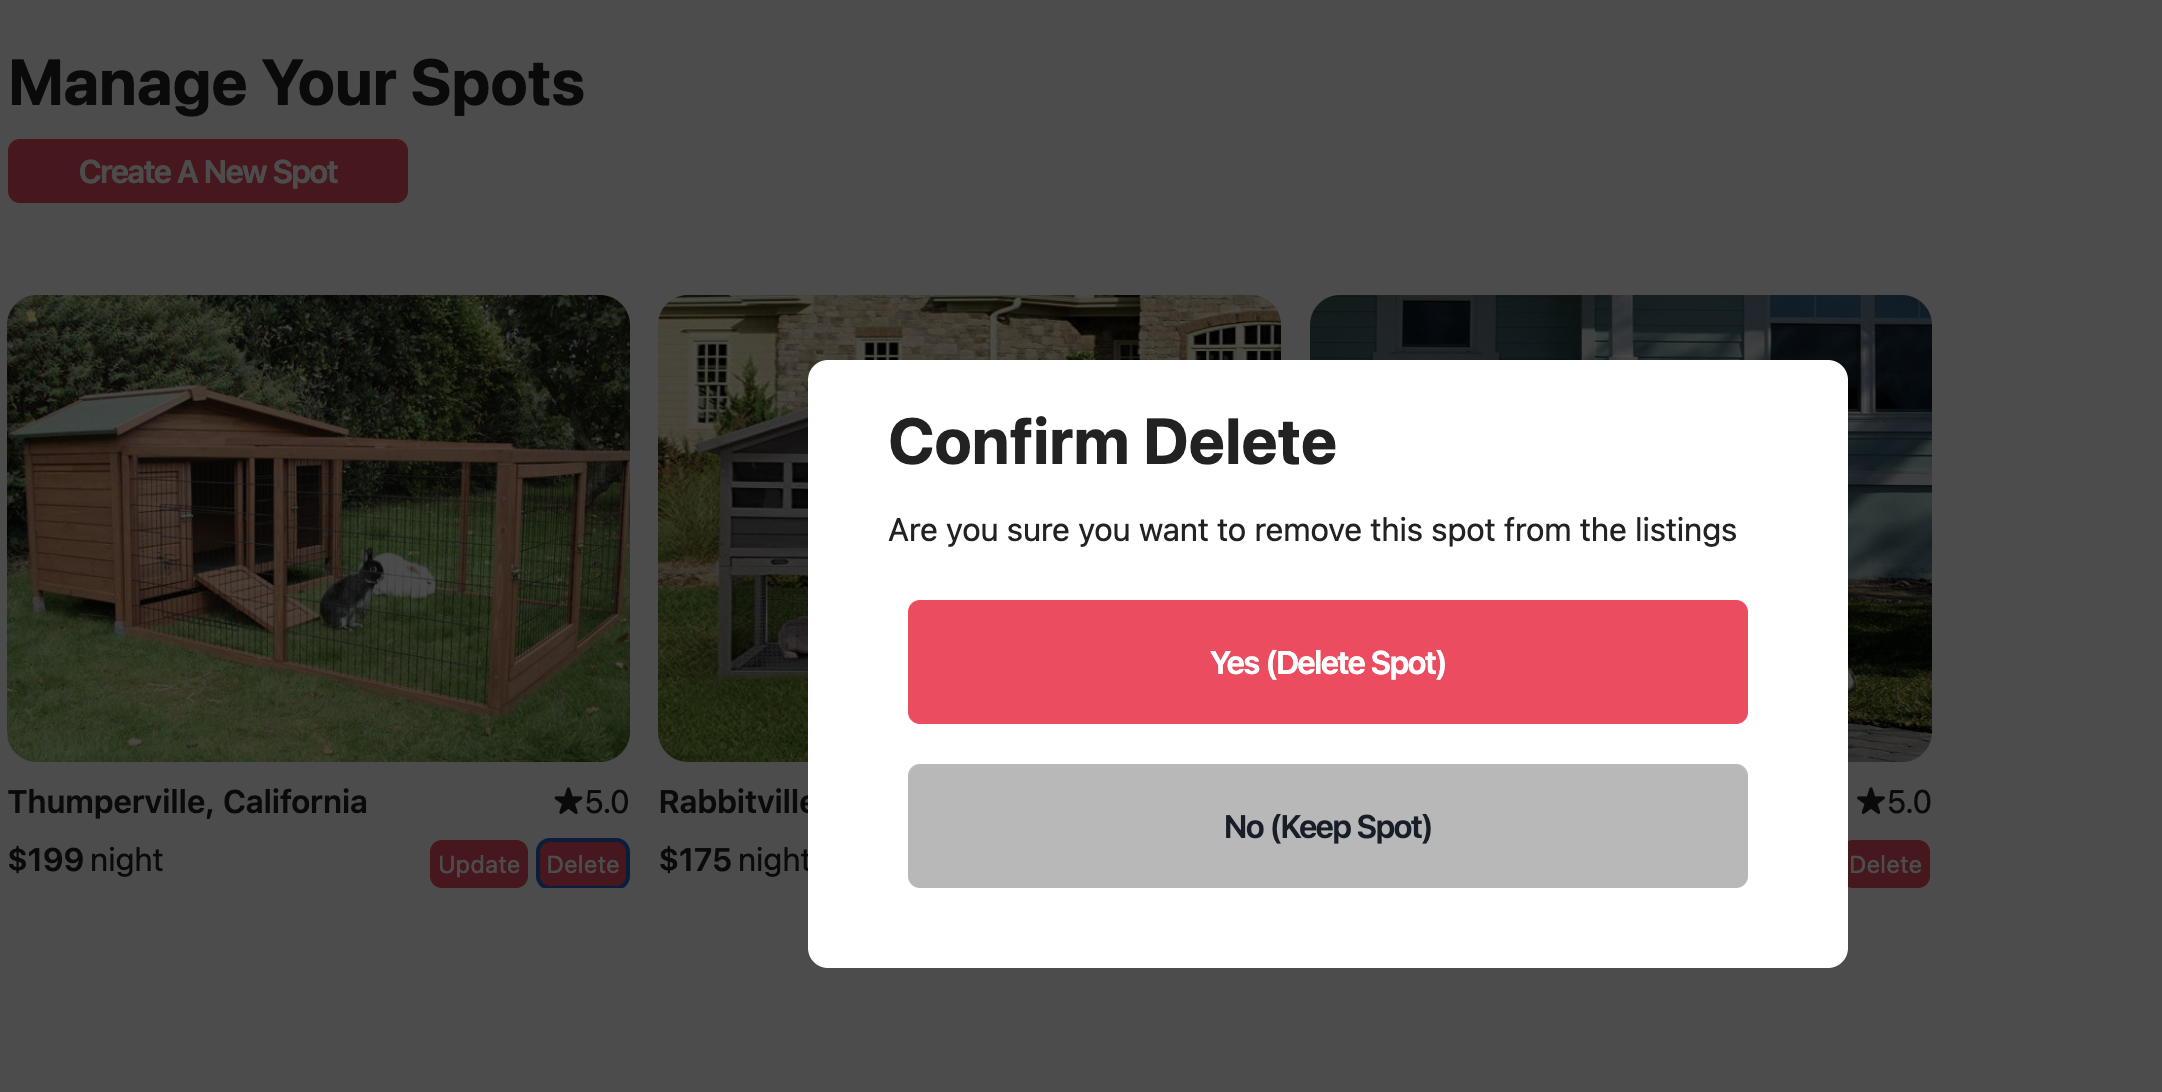 Manage Your Spots
Create A New Spot
Confirm Delete
Are you sure you want to remove this spot from the listings
Yes (Delete Spot)
No (Keep Spot)
Thumperville, California ★5.0
$199 night Update Delete
$175 night
★5.0
Delete